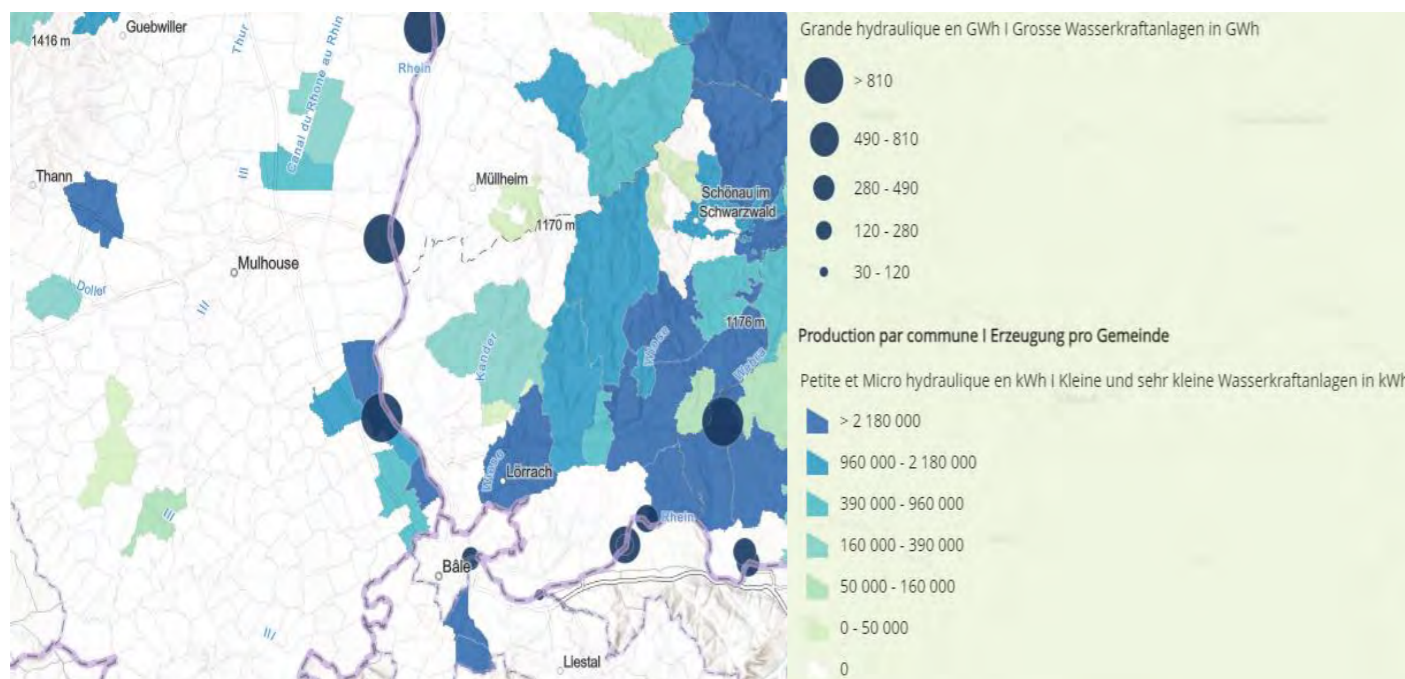 Guebwiller
1416 m
Thur
Canal du Rhône au Rhin
Rhein
Ill
Thann
Müllheim
Schönau im
Schwarzwald
1170 m
Mulhouse
Doller
Ill
Kander
Wiese
1176 m
Wehra
Wiese
Lörrach
Ill
Rhein
Bâle
Ill
Liestal
Grande hydraulique en GWh I Grosse Wasserkraftanlagen in GWh
> 810
490 - 810
280 - 490
120 - 280
30 - 120
Production par commune I Erzeugung pro Gemeinde
Petite et Micro hydraulique en kWh I Kleine und sehr kleine Wasserkraftanlagen in kWh
> 2 180 000
960 000 - 2 180 000
390 000 - 960 000
160 000 - 390 000
50 000 - 160 000
0 - 50 000
0